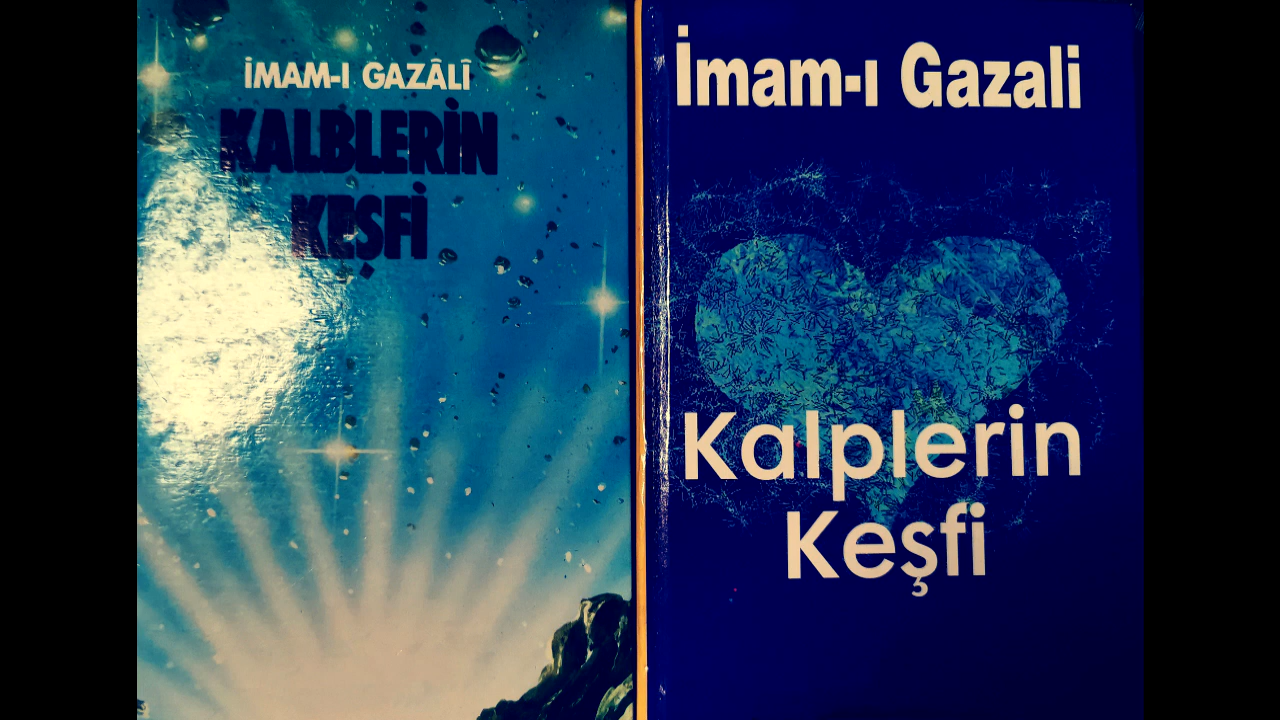 İMAM-I GAZÂLÎ
KALBLERİN
KEŞFİ
İmam-ı Gazali
Kalplerin
Keşfi